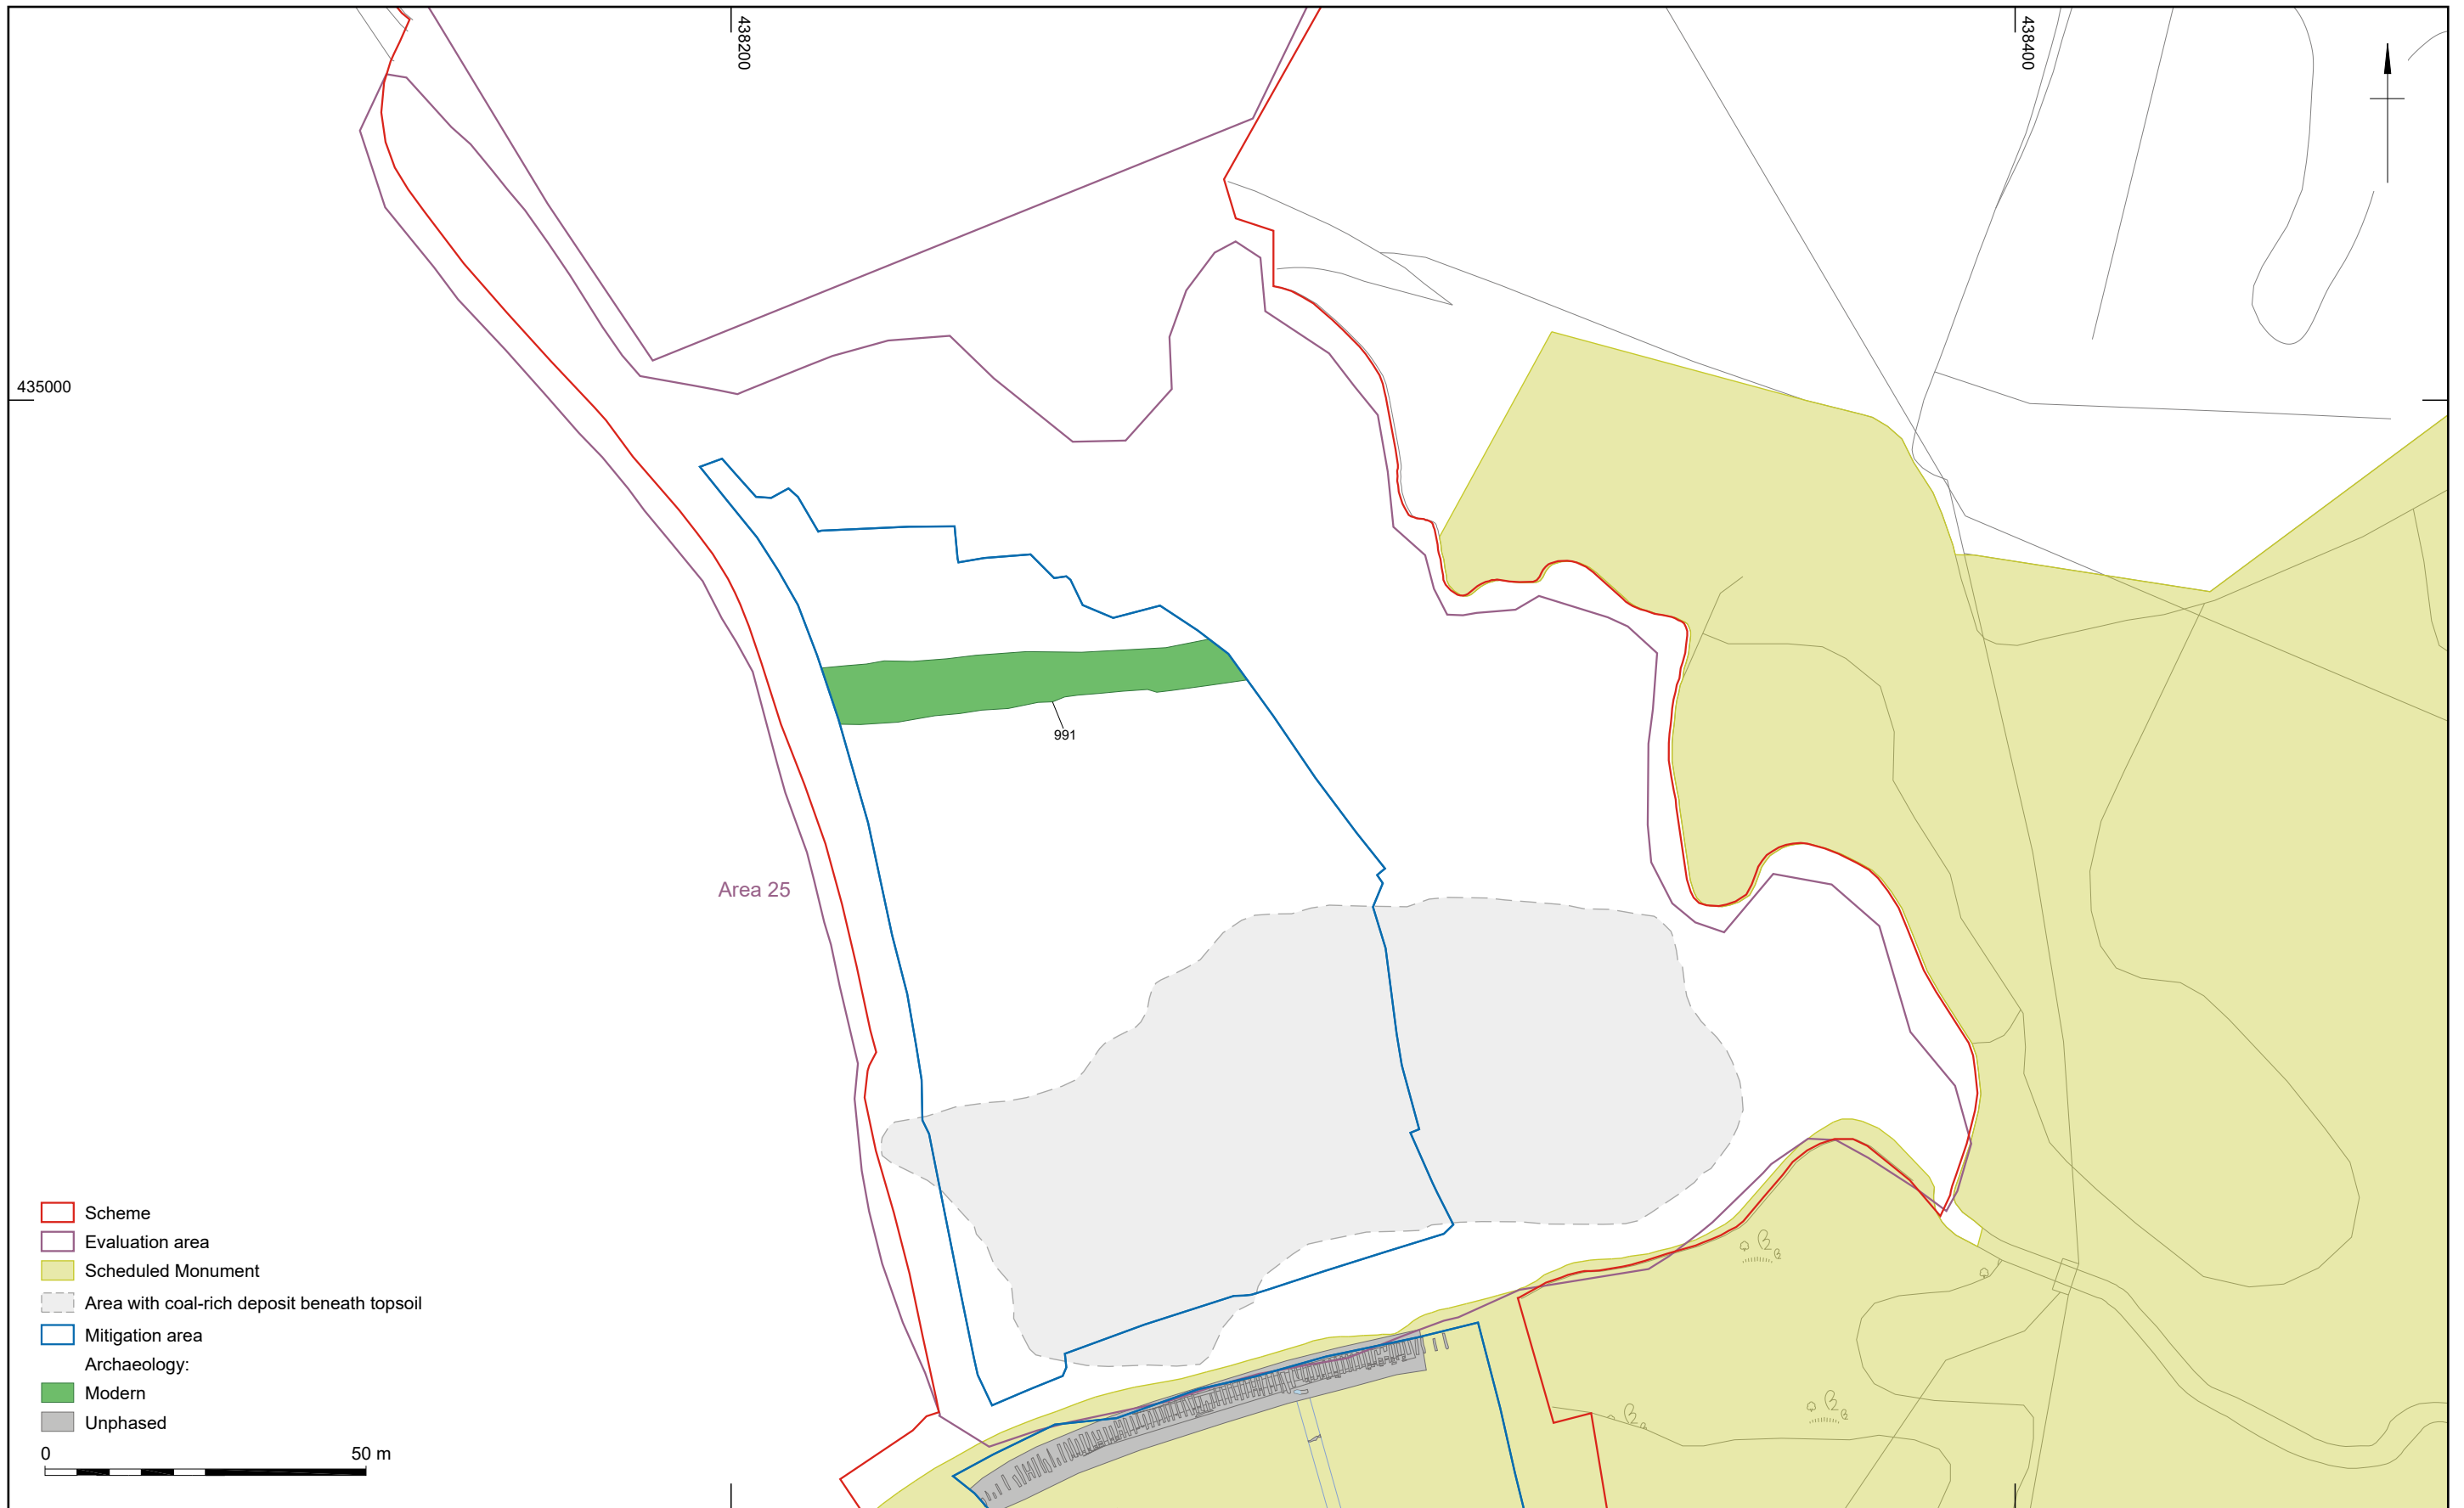 438200
438400
435000
991
Area 25
Scheme
Evaluation area
Scheduled Monument
Area with coal-rich deposit beneath topsoil
Mitigation area
Archaeology:
Modern
Unphased
0 50 m